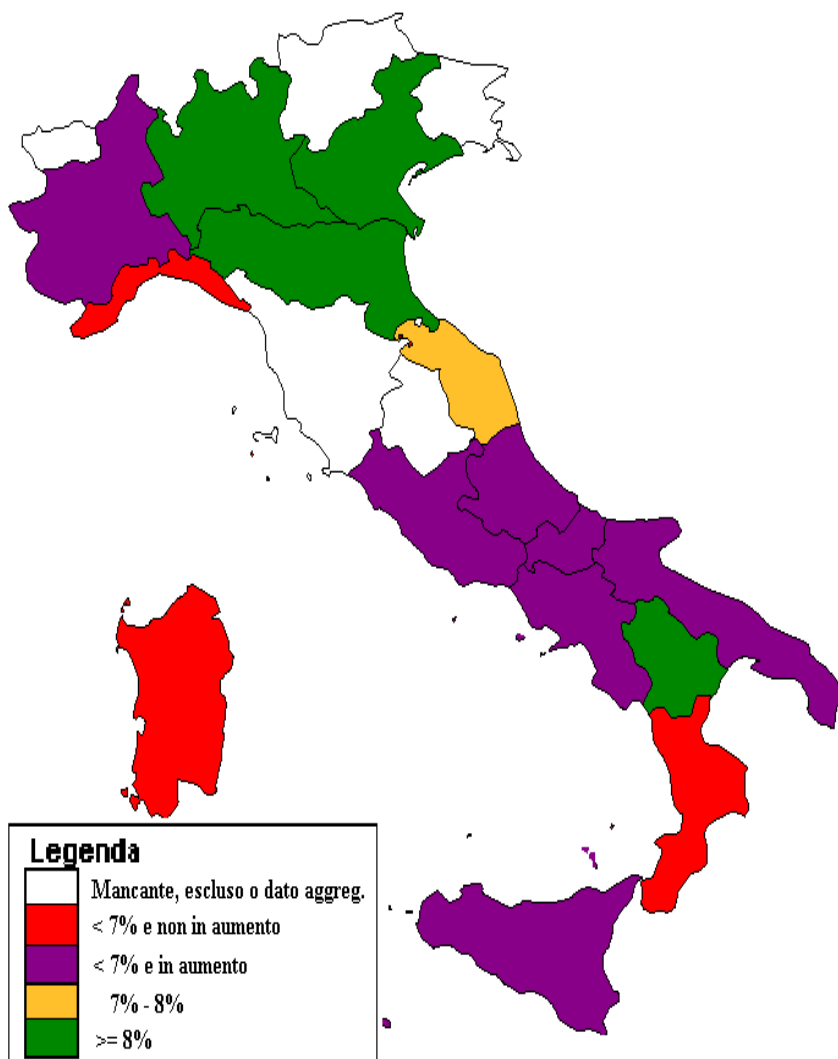 Legenda
Mancante, escluso o dato aggreg.
< 7% e non in aumento
< 7% e in aumento
7% - 8%
>= 8%